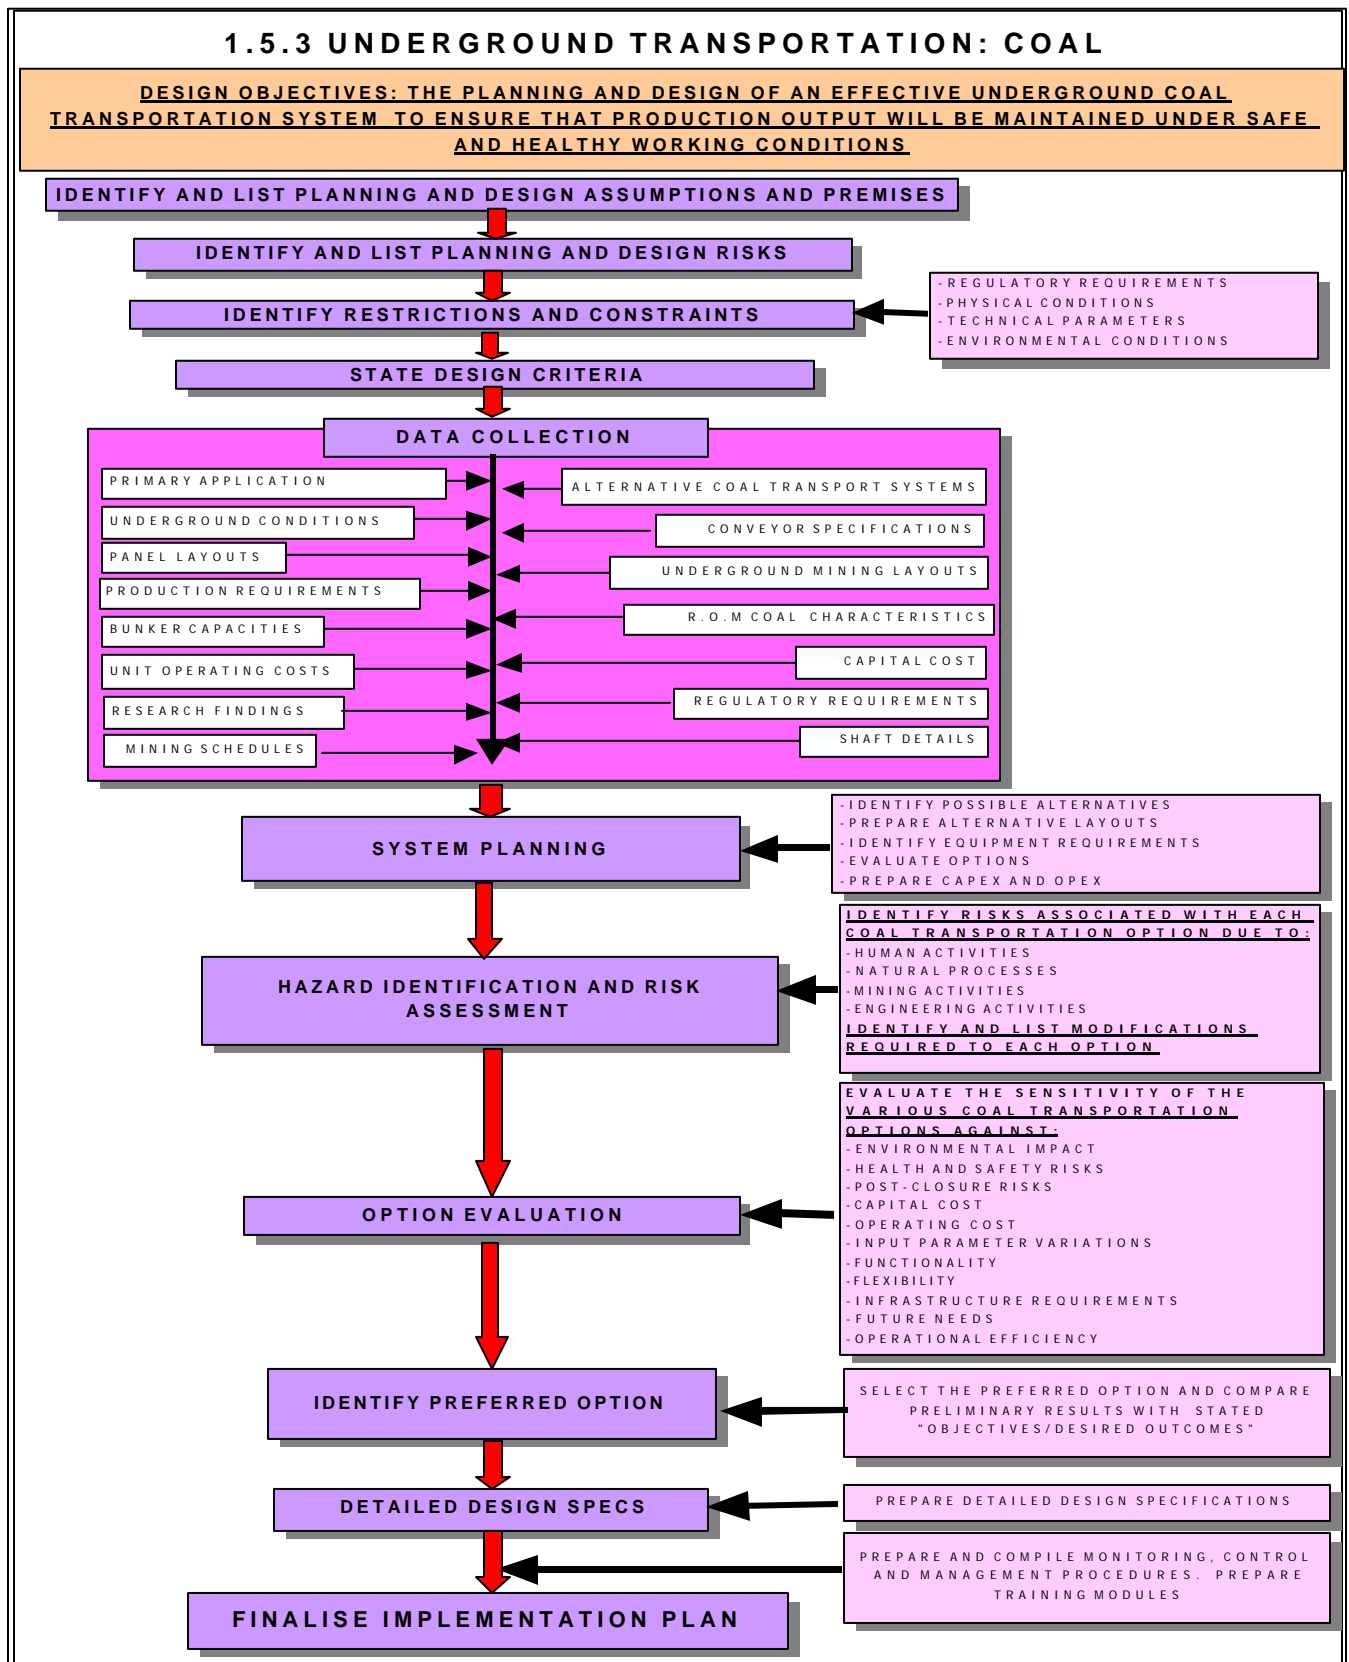 1.5.3 UNDERGROUND TRANSPORTATION: COAL
DESIGN OBJECTIVES: THE PLANNING AND DESIGN OF AN EFFECTIVE UNDERGROUND COAL
TRANSPORTATION SYSTEM TO ENSURE THAT PRODUCTION OUTPUT WILL BE MAINTAINED UNDER SAFE
AND HEALTHY WORKING CONDITIONS
IDENTIFY AND LIST PLANNING AND DESIGN ASSUMPTIONS AND PREMISES
IDENTIFY AND LIST PLANNING AND DESIGN RISKS
IDENTIFY RESTRICTIONS AND CONSTRAINTS
-REGULATORY REQUIREMENTS
-PHYSICAL CONDITIONS
-TECHNICAL PARAMETERS
-ENVIRONMENTAL CONDITIONS
STATE DESIGN CRITERIA
DATA COLLECTION
PRIMARY APPLICATION
UNDERGROUND CONDITIONS
PANEL LAYOUTS
PRODUCTION REQUIREMENTS
BUNKER CAPACITIES
UNIT OPERATING COSTS
RESEARCH FINDINGS
MINING SCHEDULES
ALTERNATIVE COAL TRANSPORT SYSTEMS
CONVEYOR SPECIFICATIONS
UNDERGROUND MINING LAYOUTS
R.O.M COAL CHARACTERISTICS
CAPITAL COST
REGULATORY REQUIREMENTS
SHAFT DETAILS
SYSTEM PLANNING
-IDENTIFY POSSIBLE ALTERNATIVES
-PREPARE ALTERNATIVE LAYOUTS
-IDENTIFY EQUIPMENT REQUIREMENTS
-EVALUATE OPTIONS
-PREPARE CAPEX AND OPEX
HAZARD IDENTIFICATION AND RISK
ASSESSMENT
IDENTIFY RISKS ASSOCIATED WITH EACH
COAL TRANSPORTATION OPTION DUE TO:
-HUMAN ACTIVITIES
-NATURAL PROCESSES
-MINING ACTIVITIES
-ENGINEERING ACTIVITIES
IDENTIFY AND LIST MODIFICATIONS
REQUIRED TO EACH OPTION
OPTION EVALUATION
EVALUATE THE SENSITIVITY OF THE
VARIOUS COAL TRANSPORTATION
OPTIONS AGAINST:
-ENVIRONMENTAL IMPACT
-HEALTH AND SAFETY RISKS
-POST-CLOSURE RISKS
-CAPITAL COST
-OPERATING COST
-INPUT PARAMETER VARIATIONS
-FUNCTIONALITY
-FLEXIBILITY
-INFRASTRUCTURE REQUIREMENTS
-FUTURE NEEDS
-OPERATIONAL EFFICIENCY
IDENTIFY PREFERRED OPTION
SELECT THE PREFERRED OPTION AND COMPARE
PRELIMINARY RESULTS WITH STATED
"OBJECTIVES/DESIRED OUTCOMES"
DETAILED DESIGN SPECS
PREPARE DETAILED DESIGN SPECIFICATIONS
PREPARE AND COMPILE MONITORING, CONTROL
AND MANAGEMENT PROCEDURES. PREPARE
TRAINING MODULES
FINALISE IMPLEMENTATION PLAN